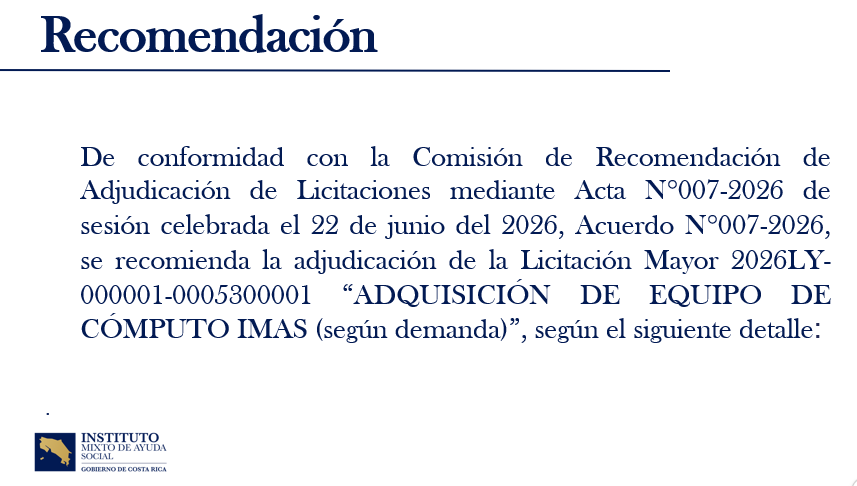 Recomendación
De conformidad con la Comisión de Recomendación de
Adjudicación de Licitaciones mediante Acta N°007-2026 de
sesión celebrada el 22 de junio del 2026, Acuerdo N°007-2026,
se recomienda la adjudicación de la Licitación Mayor 2026LY-
000001-0005300001 “ADQUISICIÓN DE EQUIPO DE
CÓMPUTO IMAS (según demanda)”, según el siguiente detalle:
.
INSTITUTO
MIXTO DE AYUDA
SOCIAL
GOBIERNO DE COSTA RICA